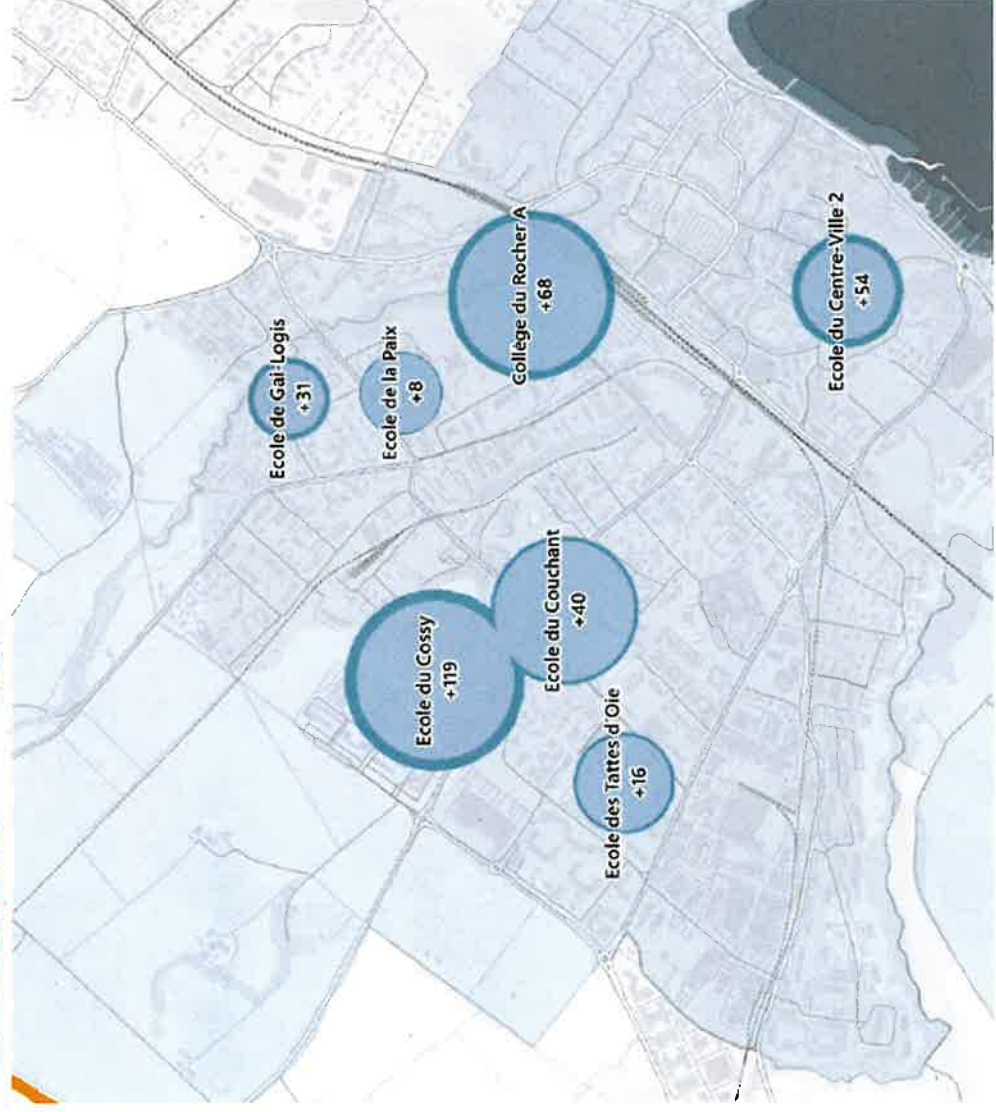 Ecole de Gai-Logis
+31
Ecole de la Paix
+8
Collège du Rocher A
+68
Ecole du Centre-Ville 2
+54
Ecole du Cossy
+119
Ecole du Couchant
+40
Ecole des Tattes d'Oie
+16